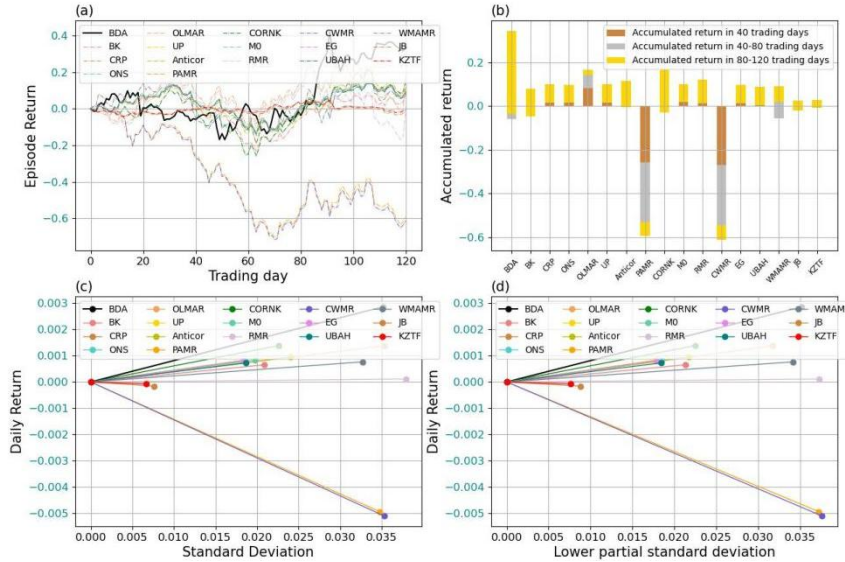 (a)
BDA
BK
CRP
ONS
OLMAR
UP
Anticor
PAMR
CORNK
M0
RMR
CWMR
EG
UBAH
WMAMR
JB
KZTF
Episode Return
0.4
0.2
0.0
−0.2
−0.4
−0.6
0 20 40 60 80 100 120
Trading day
(b)
Accumulated return in 40 trading days
Accumulated return in 40-80 trading days
Accumulated return in 80-120 trading days
Accumulated return
0.4
0.2
0.0
−0.2
−0.4
−0.6
BDA BK CRP ONS OLMAR UP Anticor PAMR CORNK M0 RMR CWMR EG UBAH WMAMR JB KZTF
(c)
BDA
BK
CRP
ONS
OLMAR
UP
Anticor
PAMR
CORNK
M0
RMR
CWMR
EG
UBAH
WMAMR
JB
KZTF
Daily Return
0.003
0.002
0.001
0.000
−0.001
−0.002
−0.003
−0.004
−0.005
0.000 0.005 0.010 0.015 0.020 0.025 0.030 0.035
Standard Deviation
(d)
BDA
BK
CRP
ONS
OLMAR
UP
Anticor
PAMR
CORNK
M0
RMR
CWMR
EG
UBAH
WMAM
JB
KZTF
Daily Return
0.003
0.002
0.001
0.000
−0.001
−0.002
−0.003
−0.004
−0.005
0.000 0.005 0.010 0.015 0.020 0.025 0.030 0.035
Lower partial standard deviation